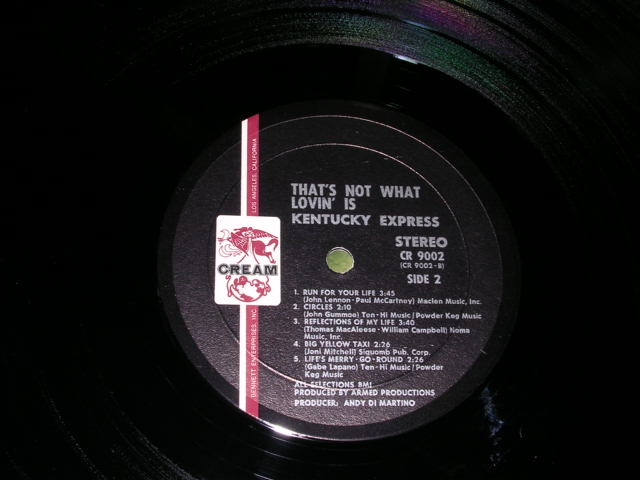 THAT'S NOT WHAT
LOVIN' IS
KENTUCKY EXPRESS
STEREO
CR 9002
(CR 9002-B)
SIDE 2
LOS ANGELES, CALIFORNIA
CREAM
BENNETT ENTERPRISES, INC.
1. RUN FOR YOUR LIFE 3:45
(John Lennon - Paul McCartney) Maclen Music, Inc.
2. CIRCLES 2:10
(John Gummoe) Ten - Hi Music/Powder Keg Music
3. REFLECTIONS OF MY LIFE 3:40
(Thomas MacAleese - William Campbell) Noma
Music, Inc.
4. BIG YELLOW TAXI 2:26
(Joni Mitchell) Siquomb Pub. Corp.
5. LIFE'S MERRY - GO - ROUND 2:26
(Gabe Lapano) Ten - Hi Music/Powder
Keg Music
ALL SELECTIONS BMI
PRODUCED BY ARMED PRODUCTIONS
PRODUCER: ANDY DI MARTINO